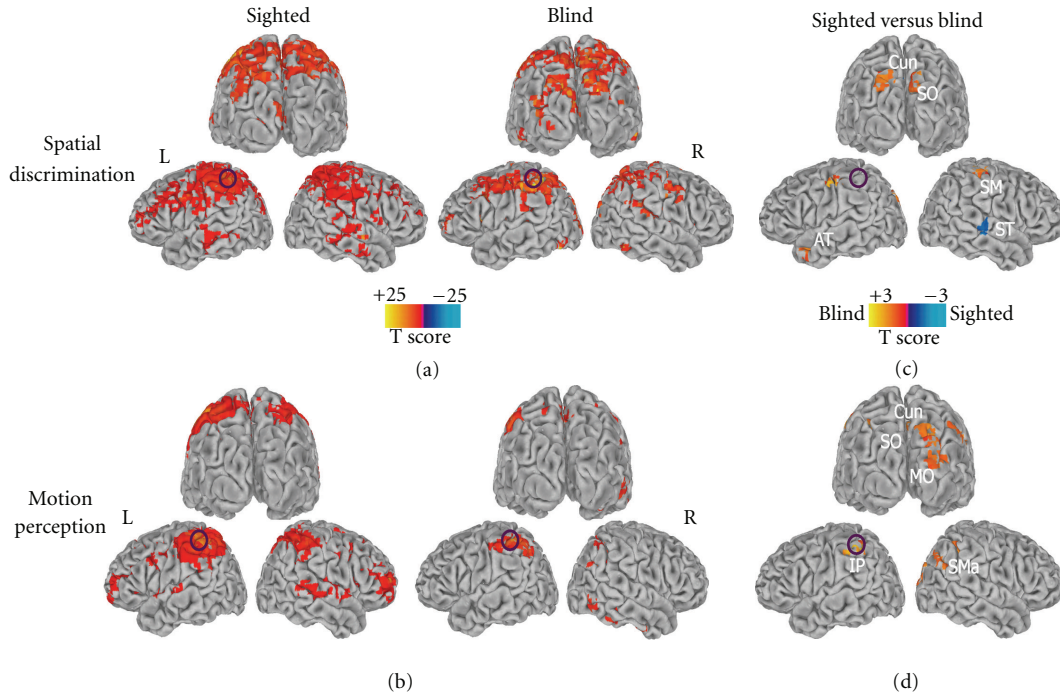 Sighted
Blind
Sighted versus blind
Spatial
discrimination
L
R
Cun
SO
AT
SM
ST
+25 −25
T score
(a)
Blind +3 −3 Sighted
T score
(c)
Motion
perception
L
R
Cun
SO
MO
IP
SMa
(b)
(d)